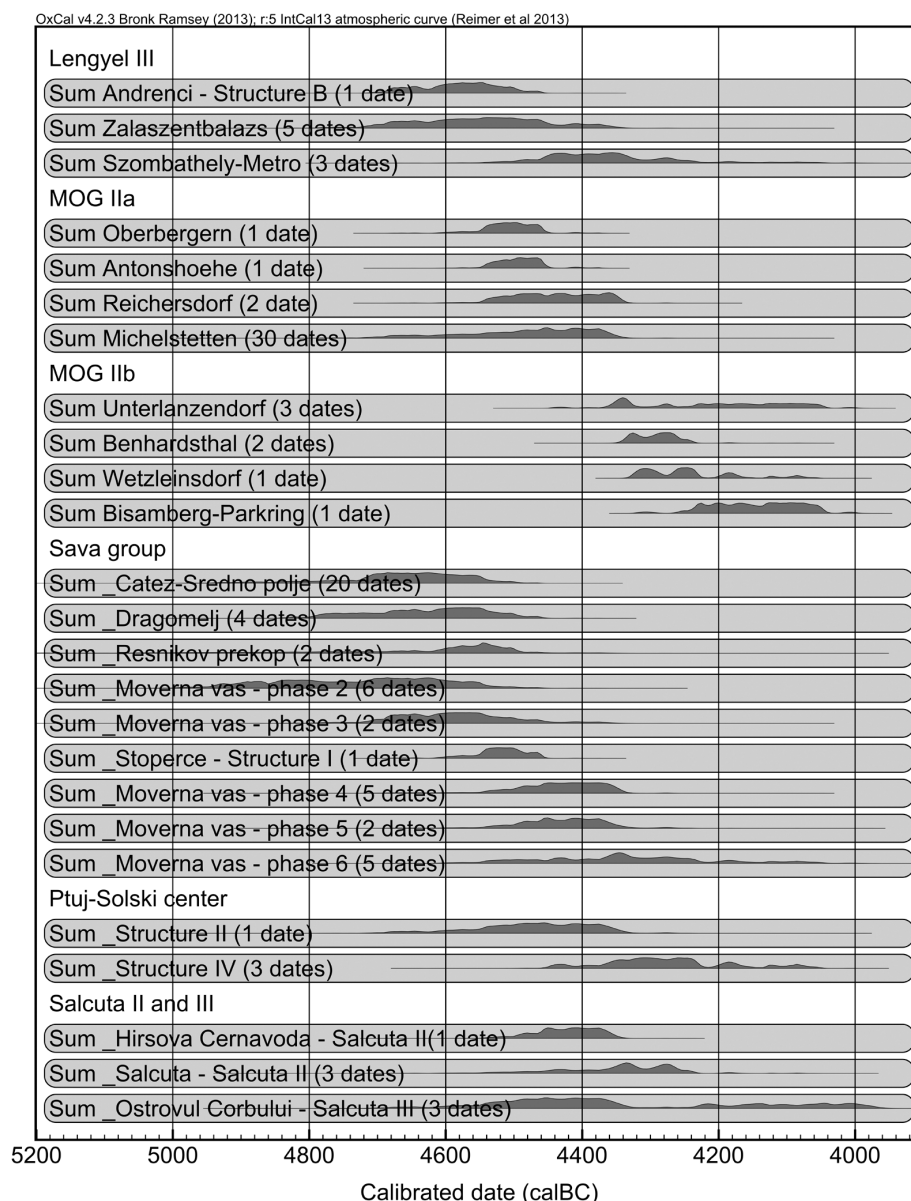 OxCal v4.2.3 Bronk Ramsey (2013); r:5 IntCal13 atmospheric curve (Reimer et al 2013)
Lengyel III
Sum Andrenci - Structure B (1 date)
Sum Zalaszentbalazs (5 dates)
Sum Szombathely-Metro (3 dates)
MOG IIa
Sum Oberbergern (1 date)
Sum Antonshoehe (1 date)
Sum Reichersdorf (2 date)
Sum Michelstetten (30 dates)
MOG IIb
Sum Unterlanzendorf (3 dates)
Sum Benhardsthal (2 dates)
Sum Wetzleinsdorf (1 date)
Sum Bisamberg-Parkring (1 date)
Sava group
Sum _Catez-Sredno polje (20 dates)
Sum _Dragomelj (4 dates)
Sum _Resnikov prekop (2 dates)
Sum _Moverna vas - phase 2 (6 dates)
Sum _Moverna vas - phase 3 (2 dates)
Sum _Stoperce - Structure I (1 date)
Sum _Moverna vas - phase 4 (5 dates)
Sum _Moverna vas - phase 5 (2 dates)
Sum _Moverna vas - phase 6 (5 dates)
Ptuj-Solski center
Sum _Structure II (1 date)
Sum _Structure IV (3 dates)
Salcuta II and III
Sum _Hirsova Cernavoda - Salcuta II(1 date)
Sum _Salcuta - Salcuta II (3 dates)
Sum _Ostrovul Corbului - Salcuta III (3 dates)
5200 5000 4800 4600 4400 4200 4000
Calibrated date (calBC)